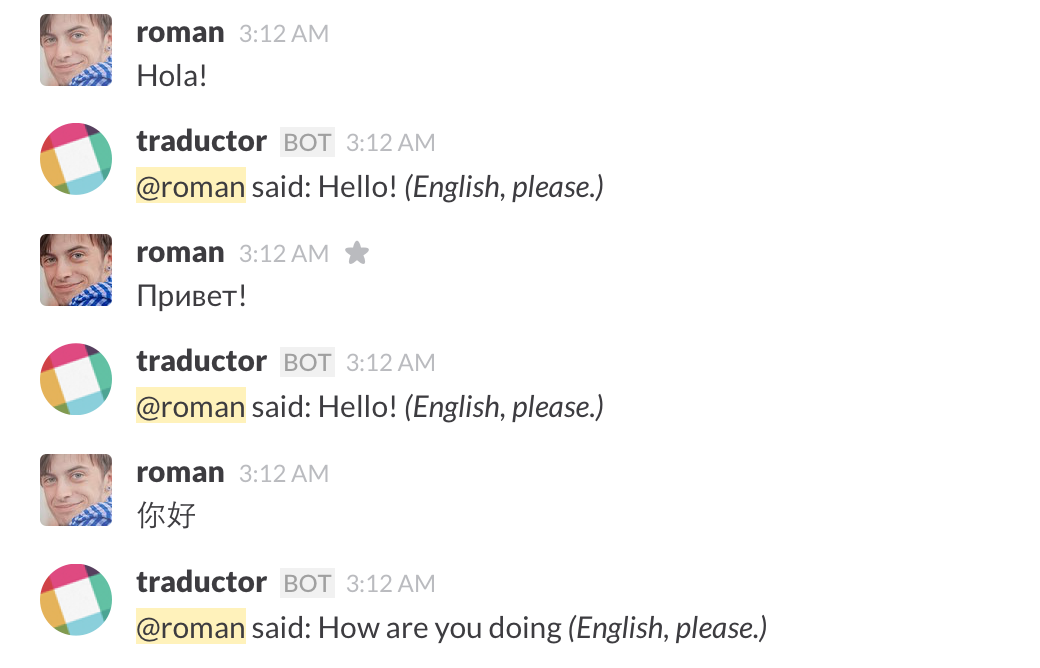 roman 3:12 AM
Hola!
traductor BOT 3:12 AM
@roman said: Hello! (English, please.)
roman 3:12 AM
Привет!
traductor BOT 3:12 AM
@roman said: Hello! (English, please.)
roman 3:12 AM
你好
traductor BOT 3:12 AM
@roman said: How are you doing (English, please.)